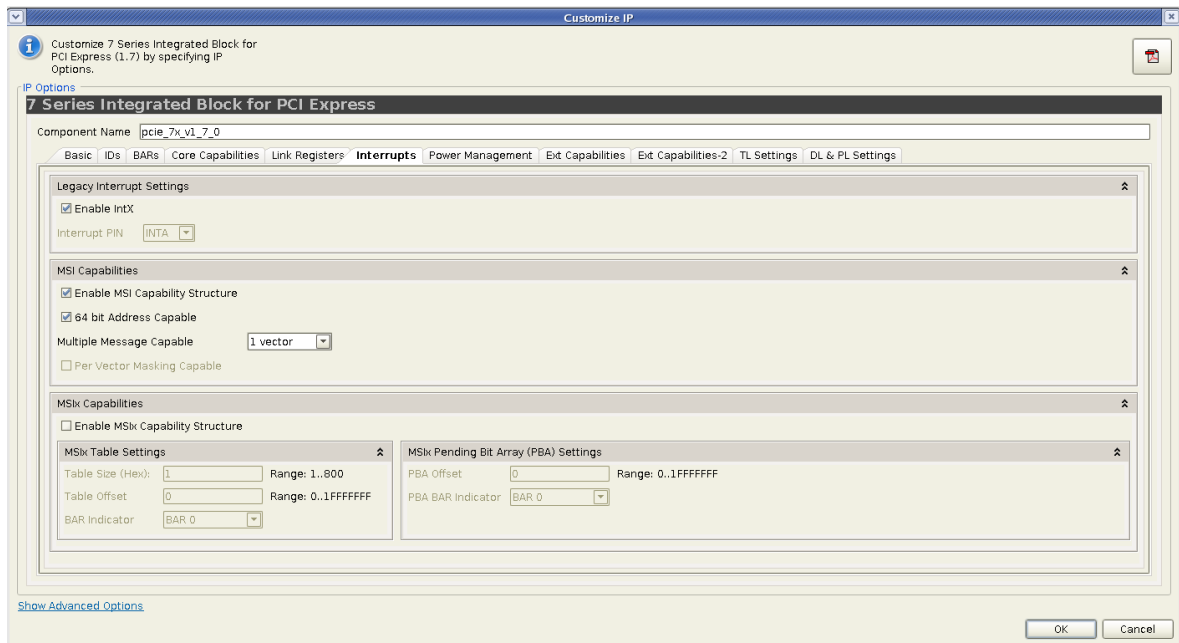 Customize IP
Customize 7 Series Integrated Block for
PCI Express (1.7) by specifying IP
Options.
IP Options
7 Series Integrated Block for PCI Express
Component Name pcie_7x_v1_7_0
Basic IDs BARs Core Capabilities Link Registers Interrupts Power Management Ext Capabilities Ext Capabilities-2 TL Settings DL & PL Settings
Legacy Interrupt Settings
Enable IntX
Interrupt PIN INTA
MSI Capabilities
Enable MSI Capability Structure
64 bit Address Capable
Multiple Message Capable 1 vector
Per Vector Masking Capable
MSIx Capabilities
Enable MSIx Capability Structure
MSIx Table Settings
Table Size (Hex): 1 Range: 1..800
Table Offset 0 Range: 0..1FFFFFFF
BAR Indicator BAR 0
MSIx Pending Bit Array (PBA) Settings
PBA Offset 0 Range: 0..1FFFFFFF
PBA BAR Indicator BAR 0
Show Advanced Options
OK Cancel